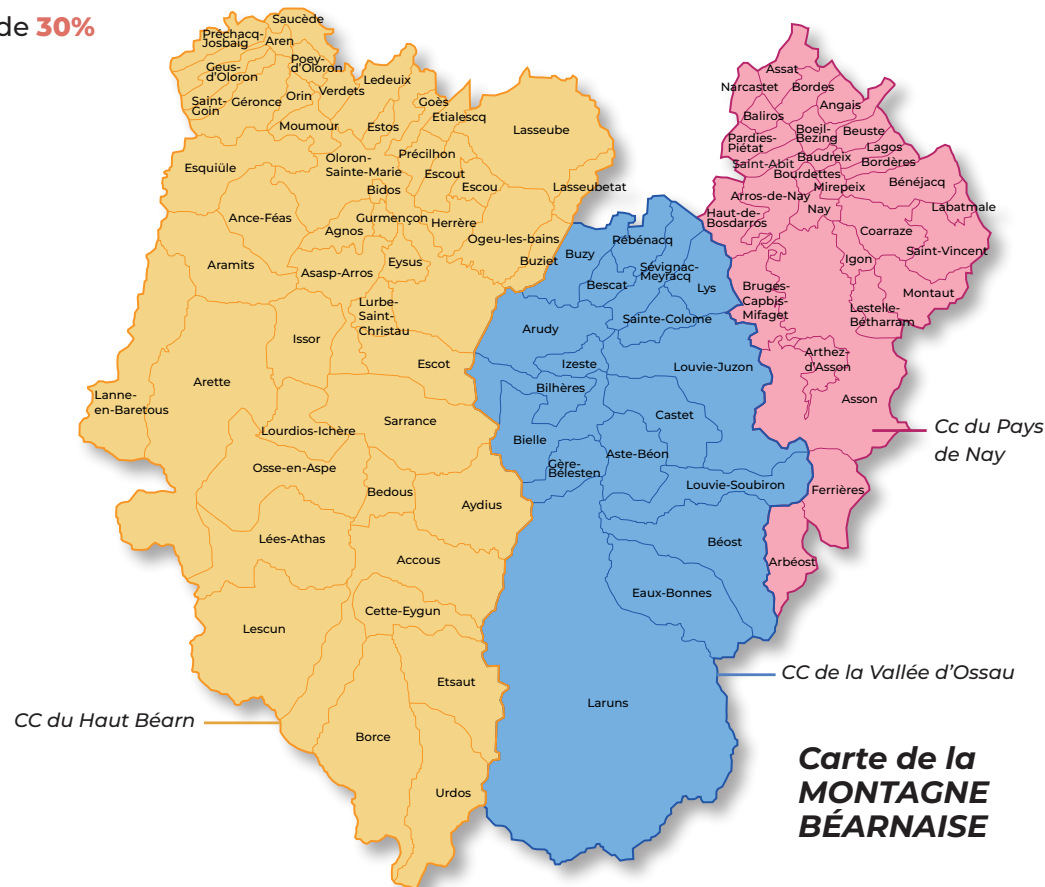 de 30%
Saucède
Préchacq-
Josbaig
Aren
Geus-
d'Oloron
Poey-
d'Oloron
Ledeuix
Verdets
Saint-
Goin
Géronce
Orin
Goès
Etialescq
Moumour
Estos
Lasseube
Esquiüle
Oloron-
Sainte-Marie
Précilhon
Escout
Bidos
Escou
Lasseubetat
Ance-Féas
Gurmençon
Agnos
Herrère
Ogeu-les-bains
Buziet
Aramits
Asasp-Arros
Eysus
Lurbe-
Saint-
Christau
Issor
Escot
Arette
Lanne-
en-Baretous
Sarrance
Lourdios-Ichère
Osse-en-Aspe
Bedous
Aydius
Lées-Athas
Accous
Cette-Eygun
Lescun
Etsaut
Borce
Urdos
CC du Haut Béarn
Rébénacq
Buzy
Sévignac-
Meyracq
Bescat
Lys
Arudy
Sainte-Colome
Izeste
Louvie-Juzon
Bilhères
Castet
Bielle
Aste-Béon
Gère-
Bélesten
Louvie-Soubiron
Béost
Eaux-Bonnes
Laruns
CC de la Vallée d'Ossau
Assat
Narcastet
Bordes
Angais
Baliros
Boeil-
Bezing
Beuste
Pardies-
Piétat
Lagos
Saint-Abit
Baudreix
Bordères
Bourdettes
Mirepeix
Bénéjacq
Arros-de-Nay
Haut-de-
Bosdarros
Nay
Labatmale
Coarraze
Saint-Vincent
Igon
Bruges-
Capbis-
Mifaget
Montaut
Lestelle-
Bétharram
Arthez-
d'Asson
Asson
Ferrières
Arbéost
Cc du Pays
de Nay
Carte de la
MONTAGNE
BÉARNAISE